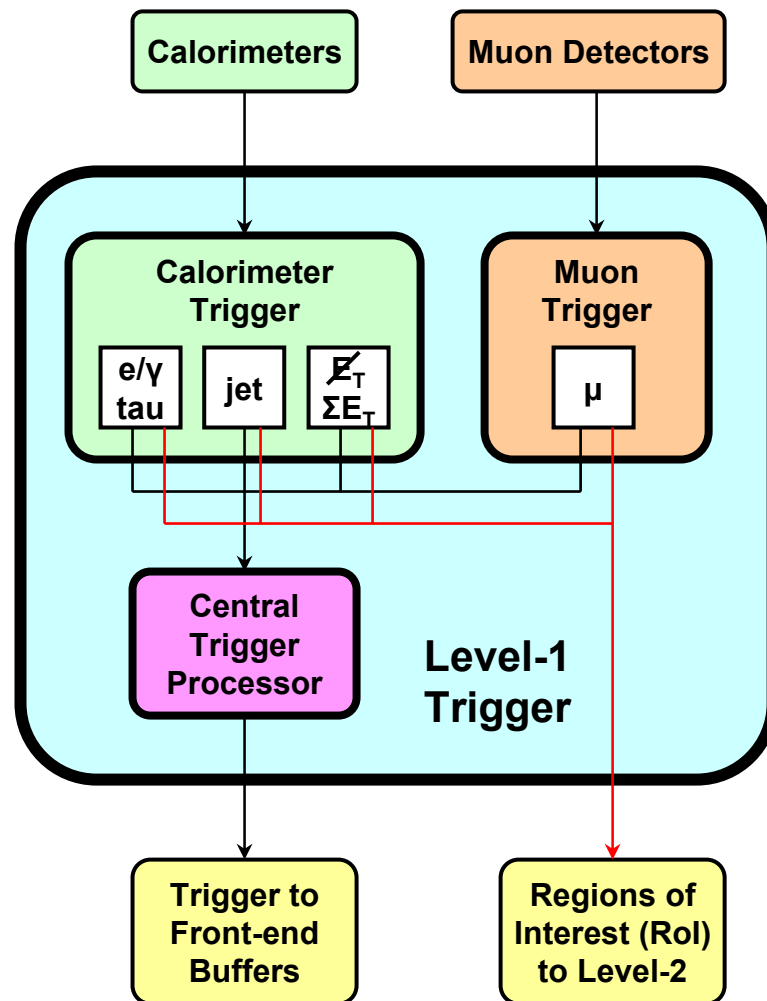 Calorimeters
Muon Detectors
Calorimeter
Trigger
Muon
Trigger
e/γ
tau
jet
E̸T
ΣET
μ
Central
Trigger
Processor
Level-1
Trigger
Trigger to
Front-end
Buffers
Regions of
Interest (RoI)
to Level-2